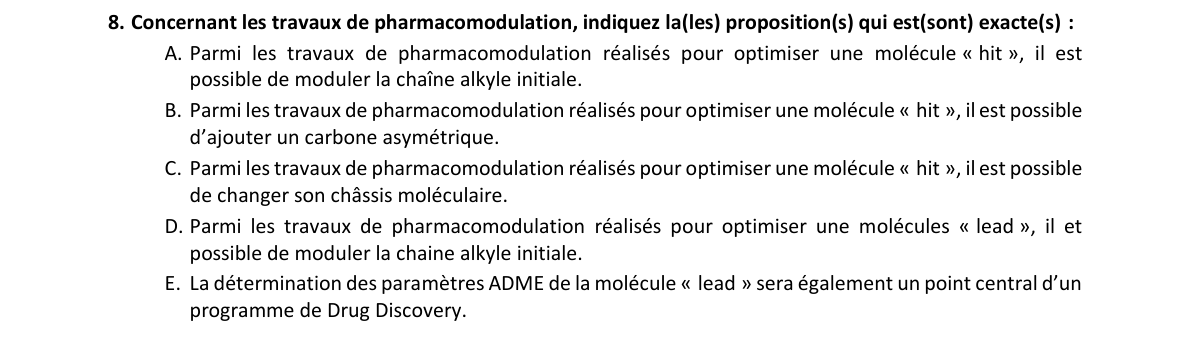 8. Concernant les travaux de pharmacomodulation, indiquez la(les) proposition(s) qui est(sont) exacte(s) :
A. Parmi les travaux de pharmacomodulation réalisés pour optimiser une molécule « hit », il est
possible de moduler la chaîne alkyle initiale.
B. Parmi les travaux de pharmacomodulation réalisés pour optimiser une molécule « hit », il est possible
d’ajouter un carbone asymétrique.
C. Parmi les travaux de pharmacomodulation réalisés pour optimiser une molécule « hit », il est possible
de changer son châssis moléculaire.
D. Parmi les travaux de pharmacomodulation réalisés pour optimiser une molécules « lead », il et
possible de moduler la chaine alkyle initiale.
E. La détermination des paramètres ADME de la molécule « lead » sera également un point central d’un
programme de Drug Discovery.